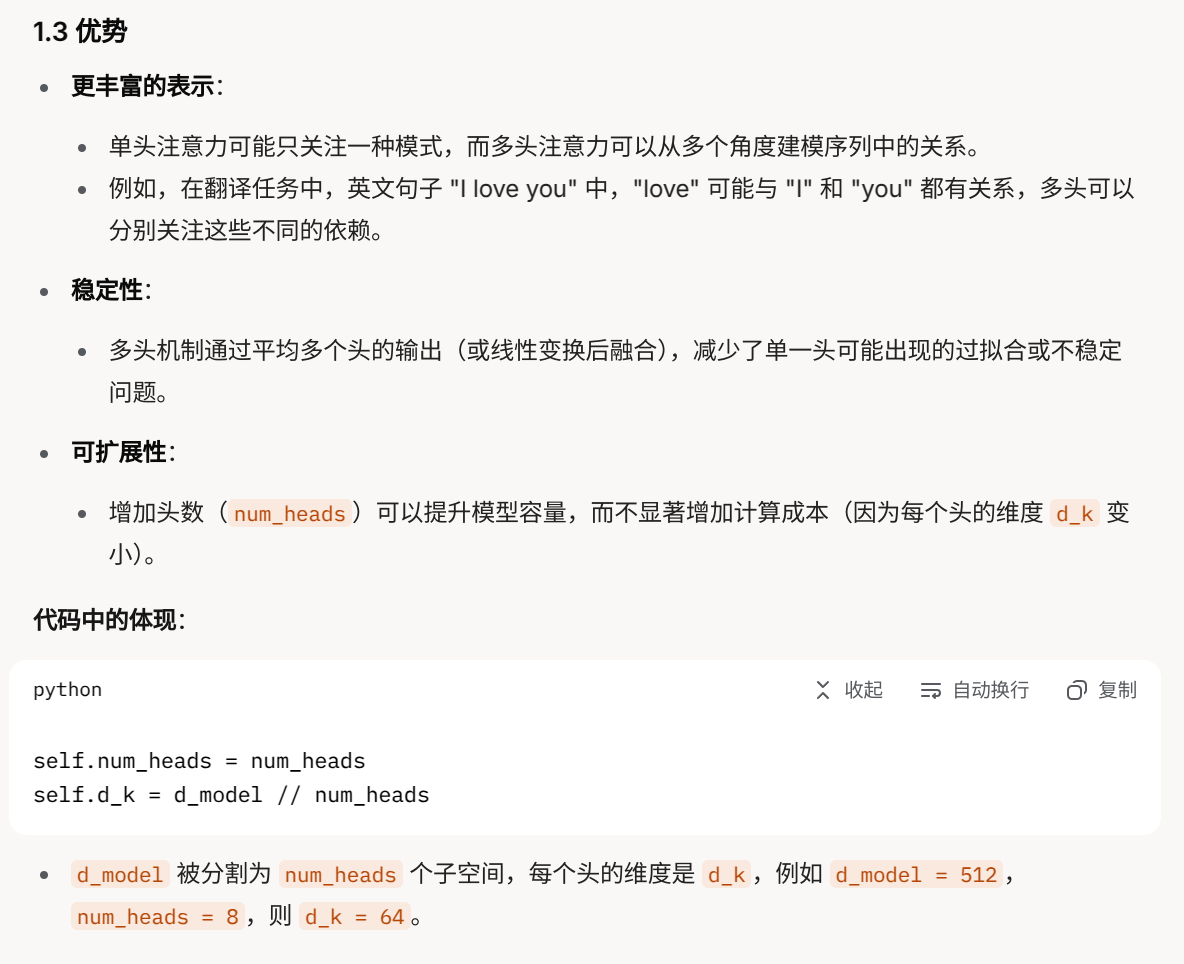 1.3 优势
更丰富的表示：
单头注意力可能只关注一种模式，而多头注意力可以从多个角度建模序列中的关系。
例如，在翻译任务中，英文句子 "I love you" 中，"love" 可能与 "I" 和 "you" 都有关系，多头可以
分别关注这些不同的依赖。
稳定性：
多头机制通过平均多个头的输出（或线性变换后融合），减少了单一头可能出现的过拟合或不稳定
问题。
可扩展性：
增加头数（num_heads）可以提升模型容量，而不显著增加计算成本（因为每个头的维度 d_k 变
小）。
代码中的体现：
python 收起 自动换行 复制
self.num_heads = num_heads
self.d_k = d_model // num_heads
d_model 被分割为 num_heads 个子空间，每个头的维度是 d_k，例如 d_model = 512，
num_heads = 8，则 d_k = 64。